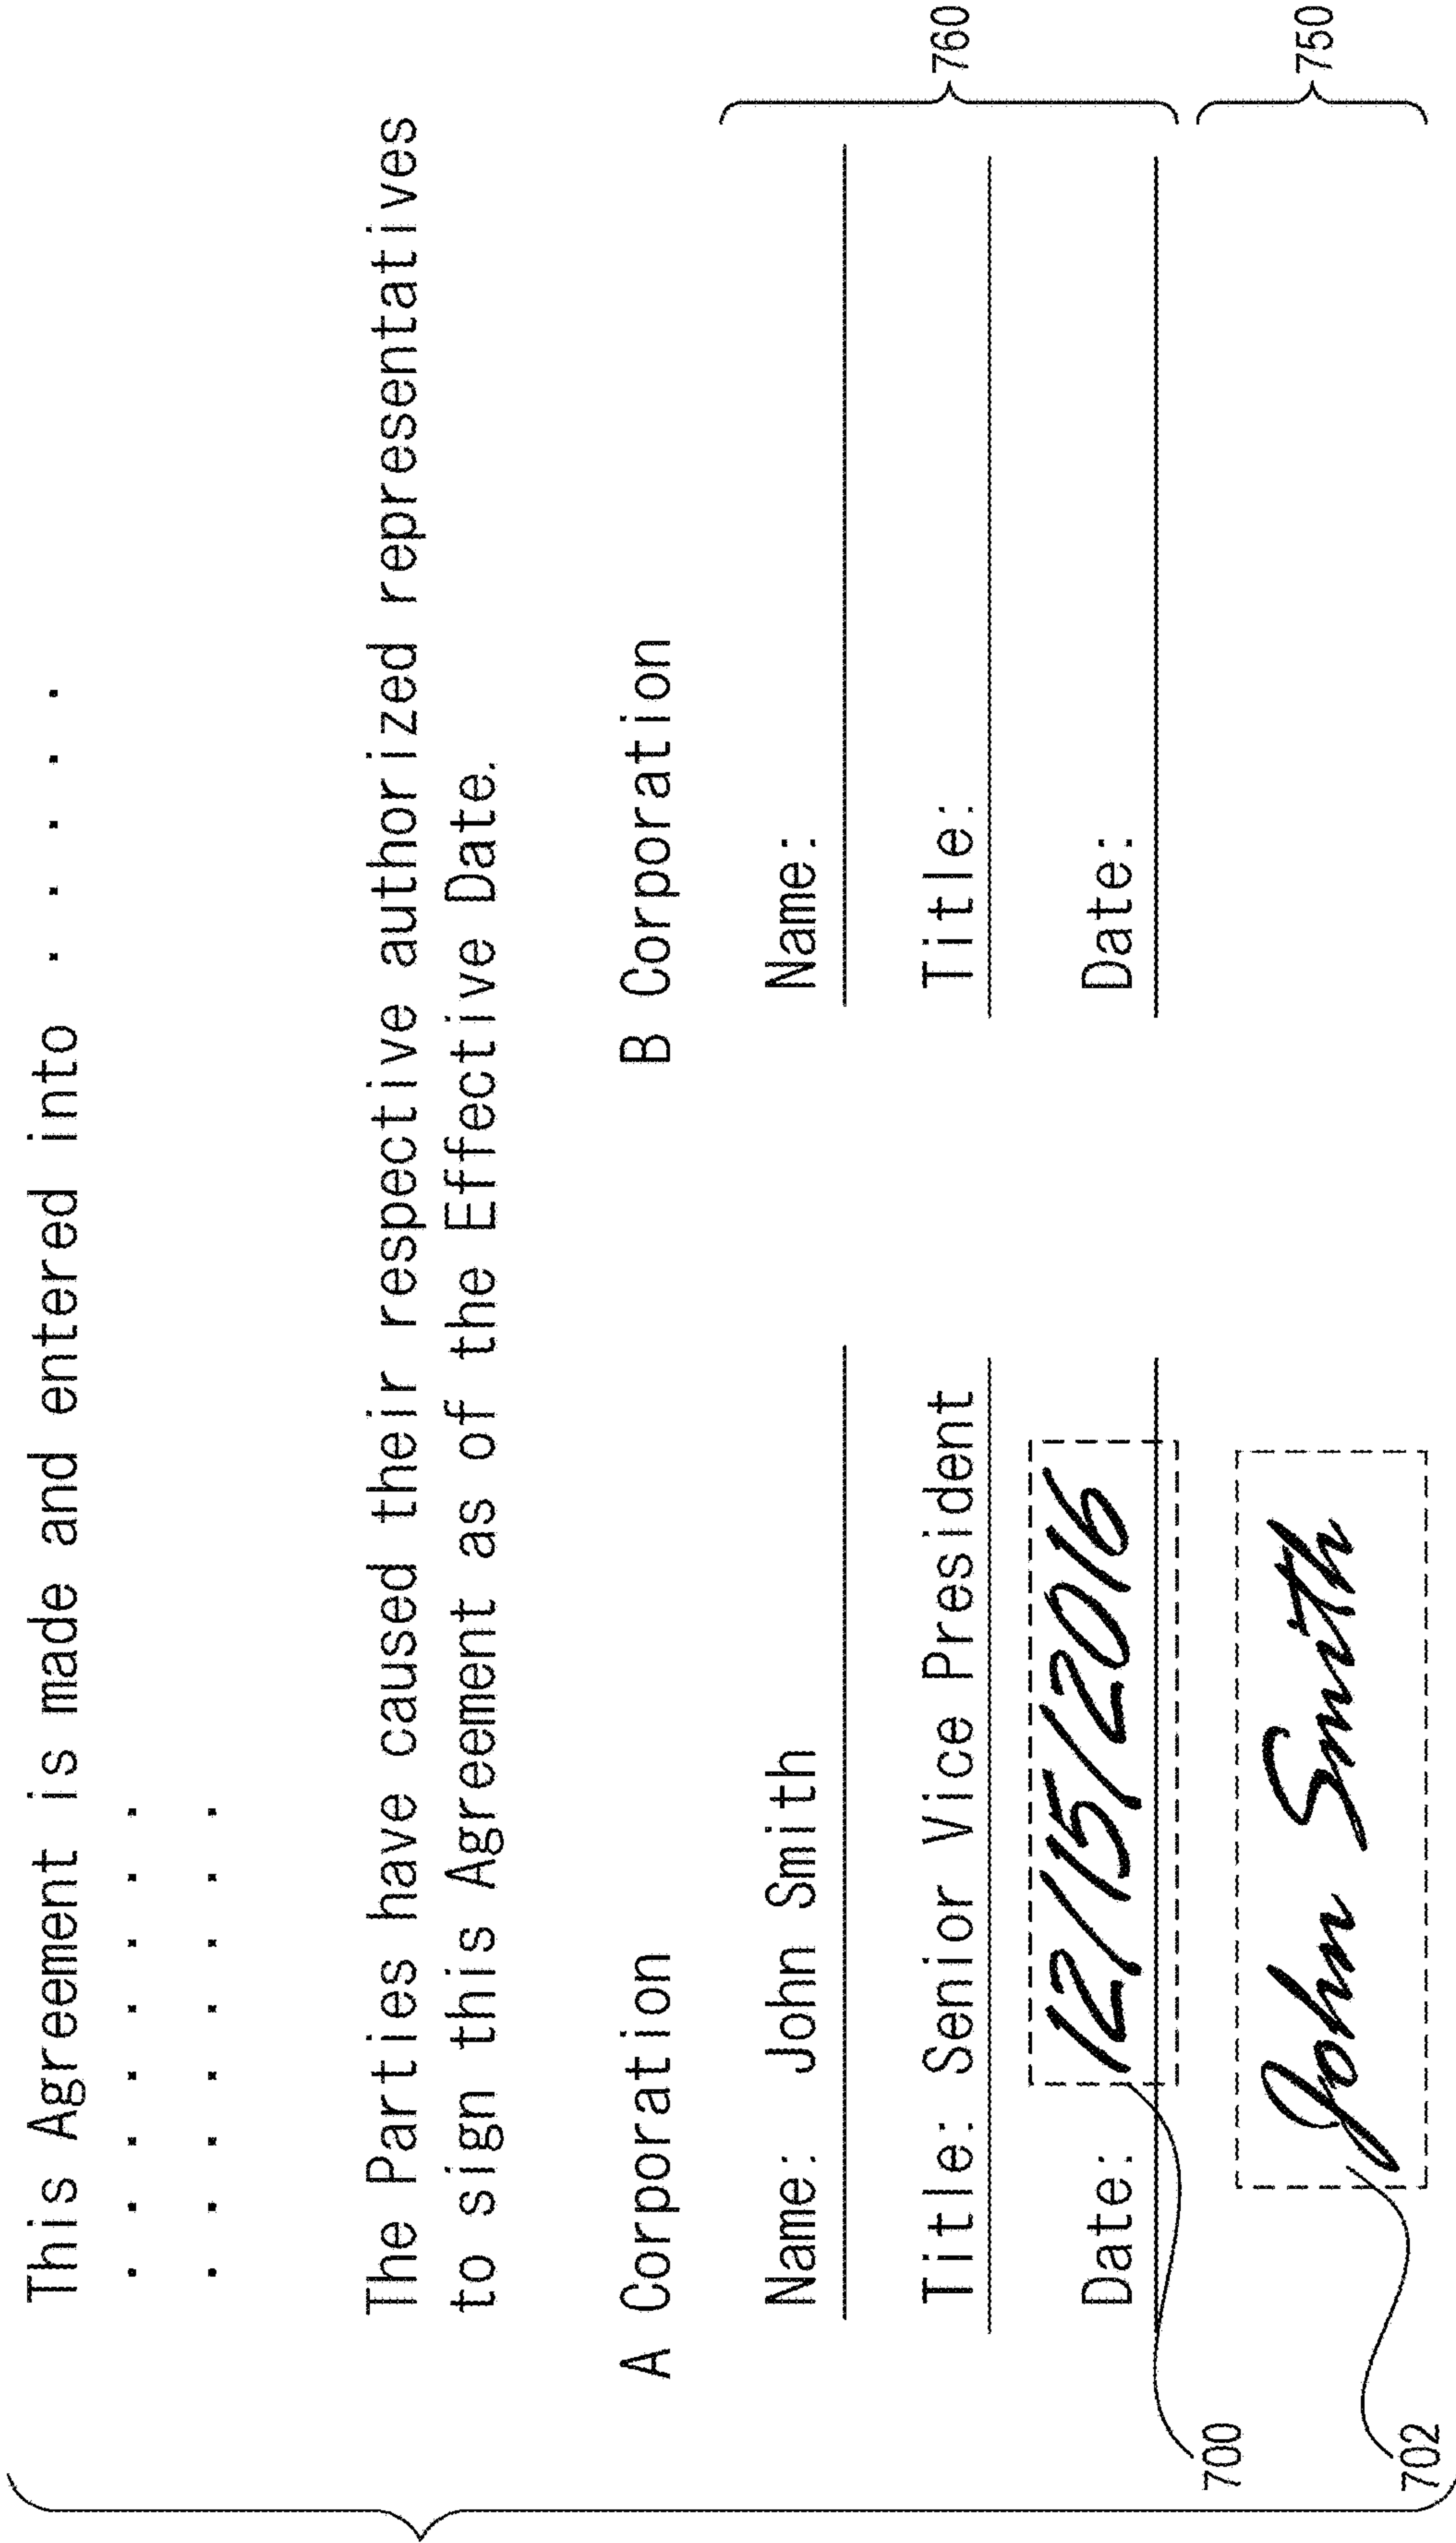 This Agreement is made and entered into . . . . .
. . . . . . . .
. . . . . . . .
The Parties have caused their respective authorized representatives
to sign this Agreement as of the Effective Date.
A Corporation B Corporation
Name: John Smith Name:
Title: Senior Vice President Title:
Date: 12/15/2016 Date:
John Smith
760
750
700
702